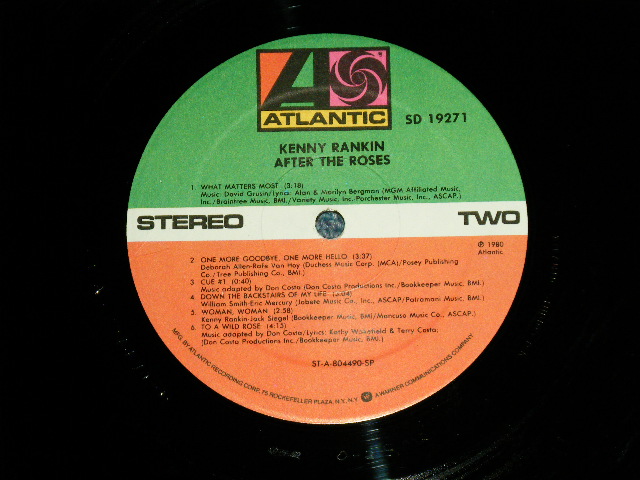 ATLANTIC
SD 19271
KENNY RANKIN
AFTER THE ROSES
1. WHAT MATTERS MOST (3:18)
Music: David Grusin/Lyrics: Alan & Marilyn Bergman (MGM Affiliated Music,
Inc./Braintree Music, BMI./Variety Music, Inc.-Porchester Music, Inc., ASCAP.)
STEREO
TWO
℗ 1980
Atlantic
2. ONE MORE GOODBYE, ONE MORE HELLO (3:37)
Deborah Allen-Rafe Van Hoy (Duchess Music Corp. (MCA)/Posey Publishing
Co./Tree Publishing Co., BMI.)
3. CUE #1 (0:40)
Music adapted by Don Costa (Don Costa Productions Inc./Bookkeeper Music, BMI.)
4. DOWN THE BACKSTAIRS OF MY LIFE (3:04)
William Smith-Eric Mercury (Jobete Music Co., Inc., ASCAP/Patramani Music, BMI.)
5. WOMAN, WOMAN (2:58)
Kenny Rankin-Jack Siegel (Bookkeeper Music, BMI/Mancuso Music Co., ASCAP.)
6. TO A WILD ROSE (4:15)
Music adapted by Don Costa/Lyrics: Kathy Wakefield & Terry Costa;
(Don Costa Productions Inc./Bookkeeper Music, BMI.)
ST-A-804490-SP
MFG. BY ATLANTIC RECORDING CORP., 75 ROCKEFELLER PLAZA, N.Y., N.Y. A WARNER COMMUNICATIONS COMPANY